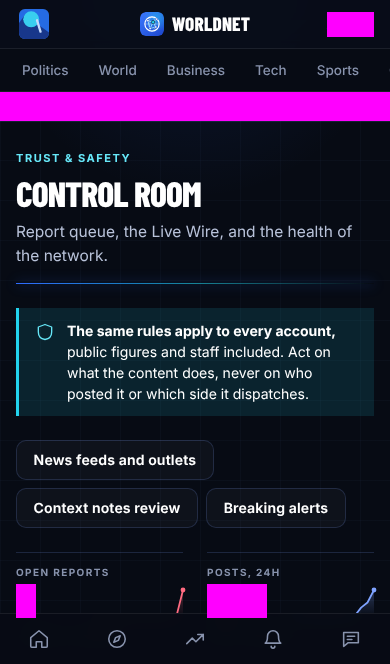 WORLDNET
Politics World Business Tech Sports
TRUST & SAFETY
CONTROL ROOM
Report queue, the Live Wire, and the health of
the network.
The same rules apply to every account,
public figures and staff included. Act on
what the content does, never on who
posted it or which side it dispatches.
News feeds and outlets
Context notes review Breaking alerts
OPEN REPORTS POSTS, 24H